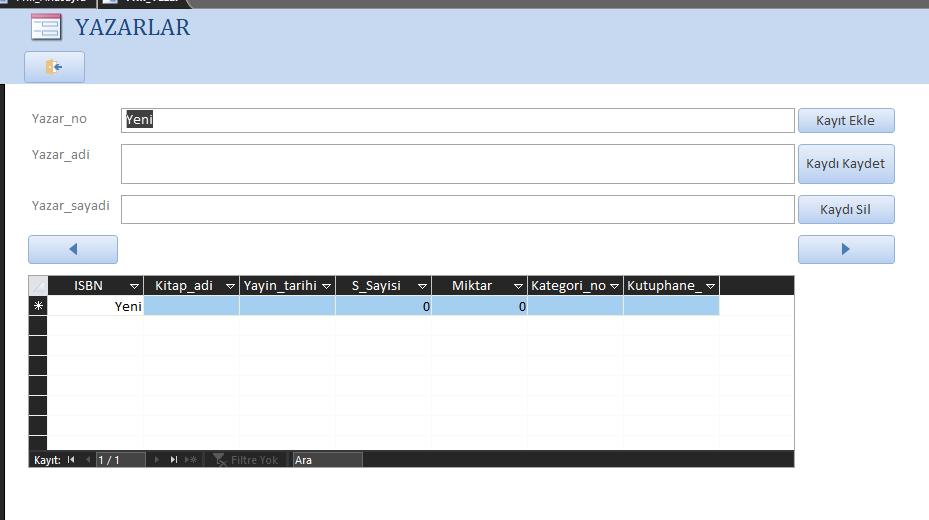 YAZARLAR
Yazar_no
Yeni
Kayıt Ekle
Yazar_adi
Kaydı Kaydet
Yazar_sayadi
Kaydı Sil
ISBN Kitap_adi Yayin_tarihi S_Sayisi Miktar Kategori_no Kutuphane_
Yeni 0 0
Kayıt: 1 / 1 Filtre Yok Ara